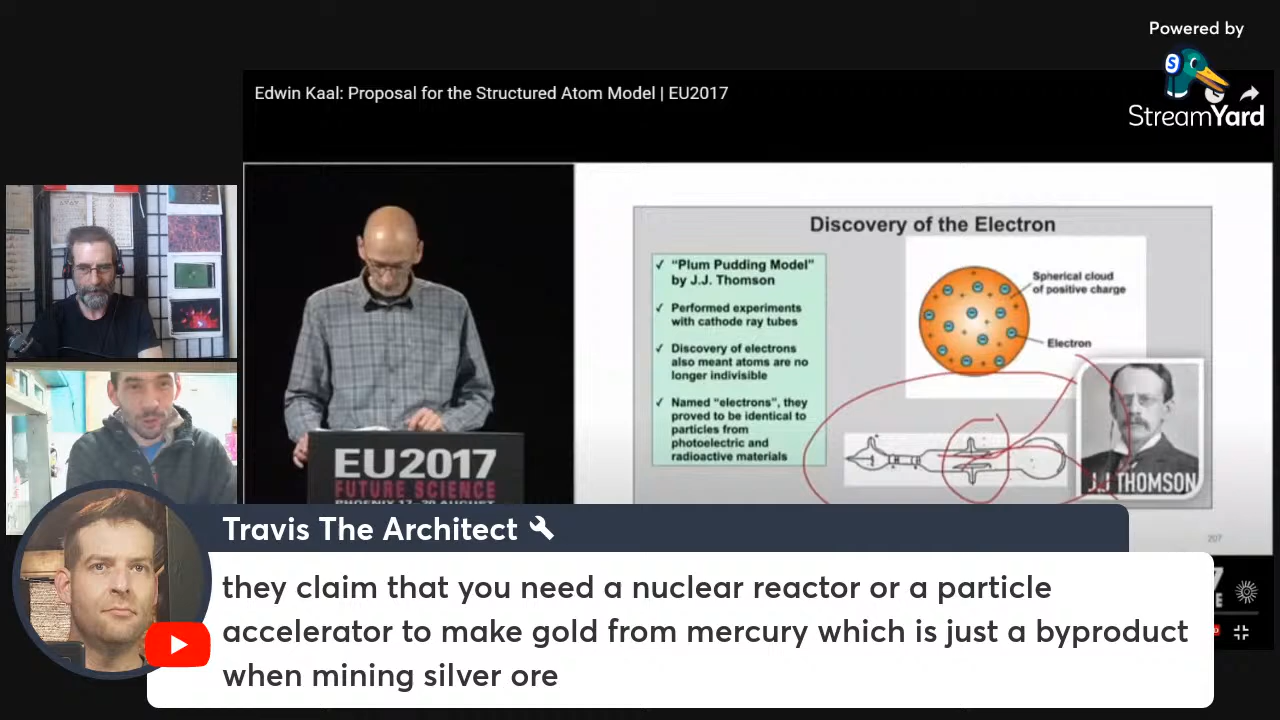 Powered by
StreamYard
Edwin Kaal: Proposal for the Structured Atom Model | EU2017
Discovery of the Electron
✓ “Plum Pudding Model”
by J.J. Thomson
✓ Performed experiments
with cathode ray tubes
✓ Discovery of electrons
also meant atoms are no
longer indivisible
✓ Named “electrons”, they
proved to be identical to
particles from
photoelectric and
radioactive materials
Spherical cloud
of positive charge
Electron
J.J THOMSON
207
EU2017
FUTURE SCIENCE
Travis The Architect
they claim that you need a nuclear reactor or a particle
accelerator to make gold from mercury which is just a byproduct
when mining silver ore